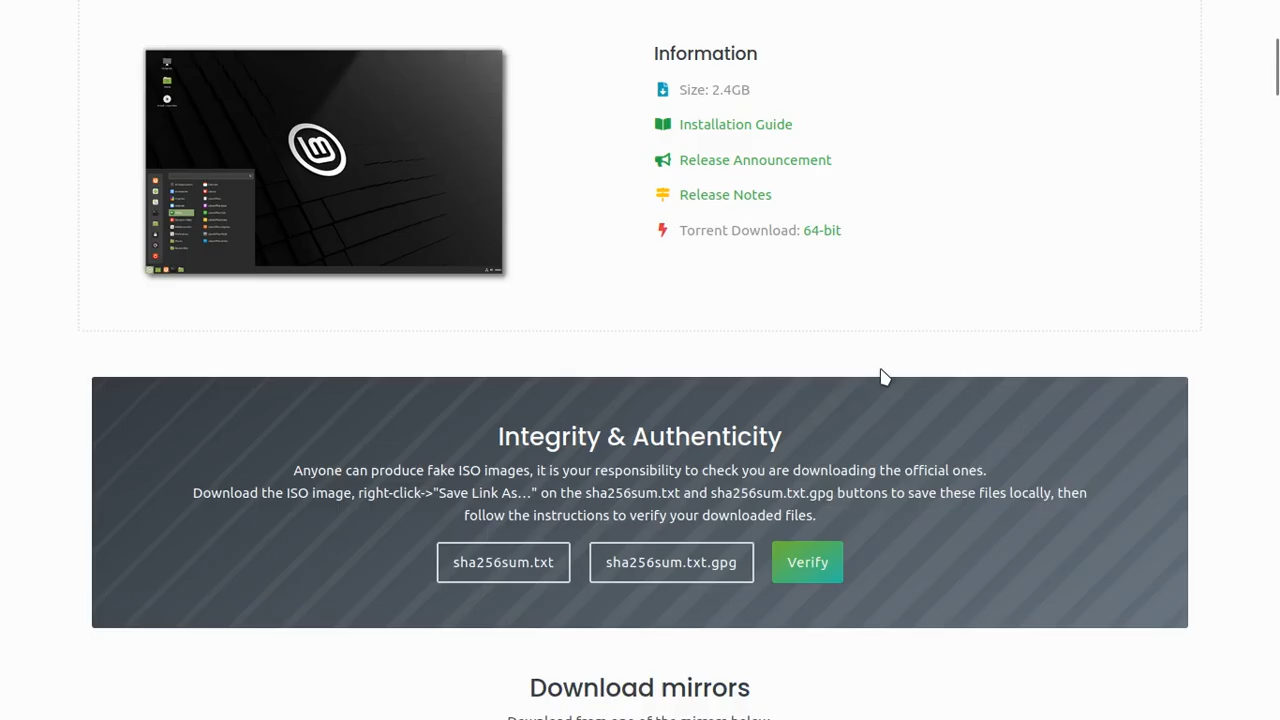 Information
Size: 2.4GB
Installation Guide
Release Announcement
Release Notes
Torrent Download: 64-bit
Integrity & Authenticity
Anyone can produce fake ISO images, it is your responsibility to check you are downloading the official ones.
Download the ISO image, right-click->"Save Link As..." on the sha256sum.txt and sha256sum.txt.gpg buttons to save these files locally, then
follow the instructions to verify your downloaded files.
sha256sum.txt
sha256sum.txt.gpg
Verify
Download mirrors
Download from one of the mirrors below